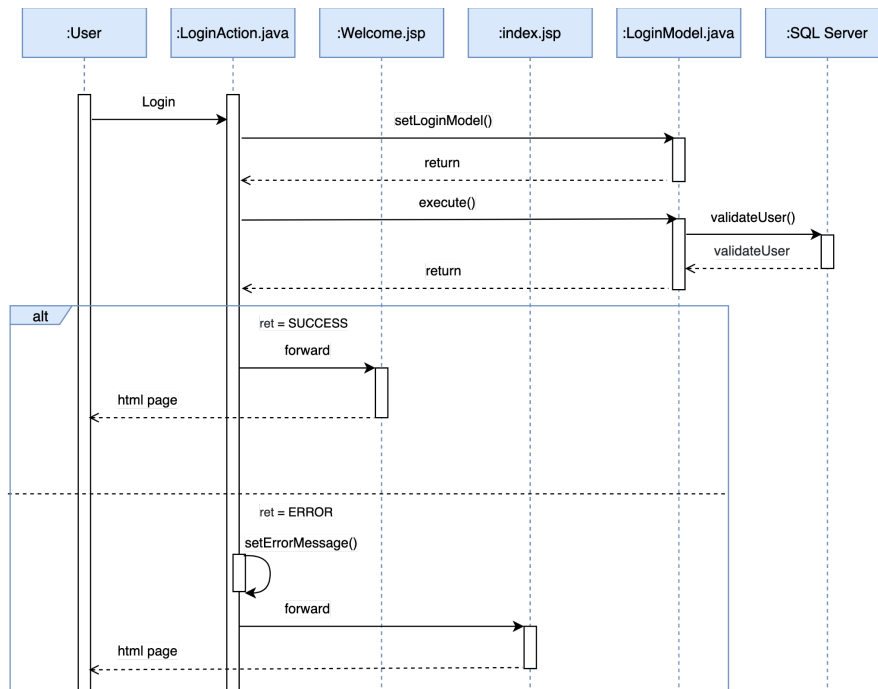 :User
:LoginAction.java
:Welcome.jsp
:index.jsp
:LoginModel.java
:SQL Server
Login
setLoginModel()
return
execute()
validateUser()
validateUser
return
alt
ret = SUCCESS
forward
html page
ret = ERROR
setErrorMessage()
forward
html page